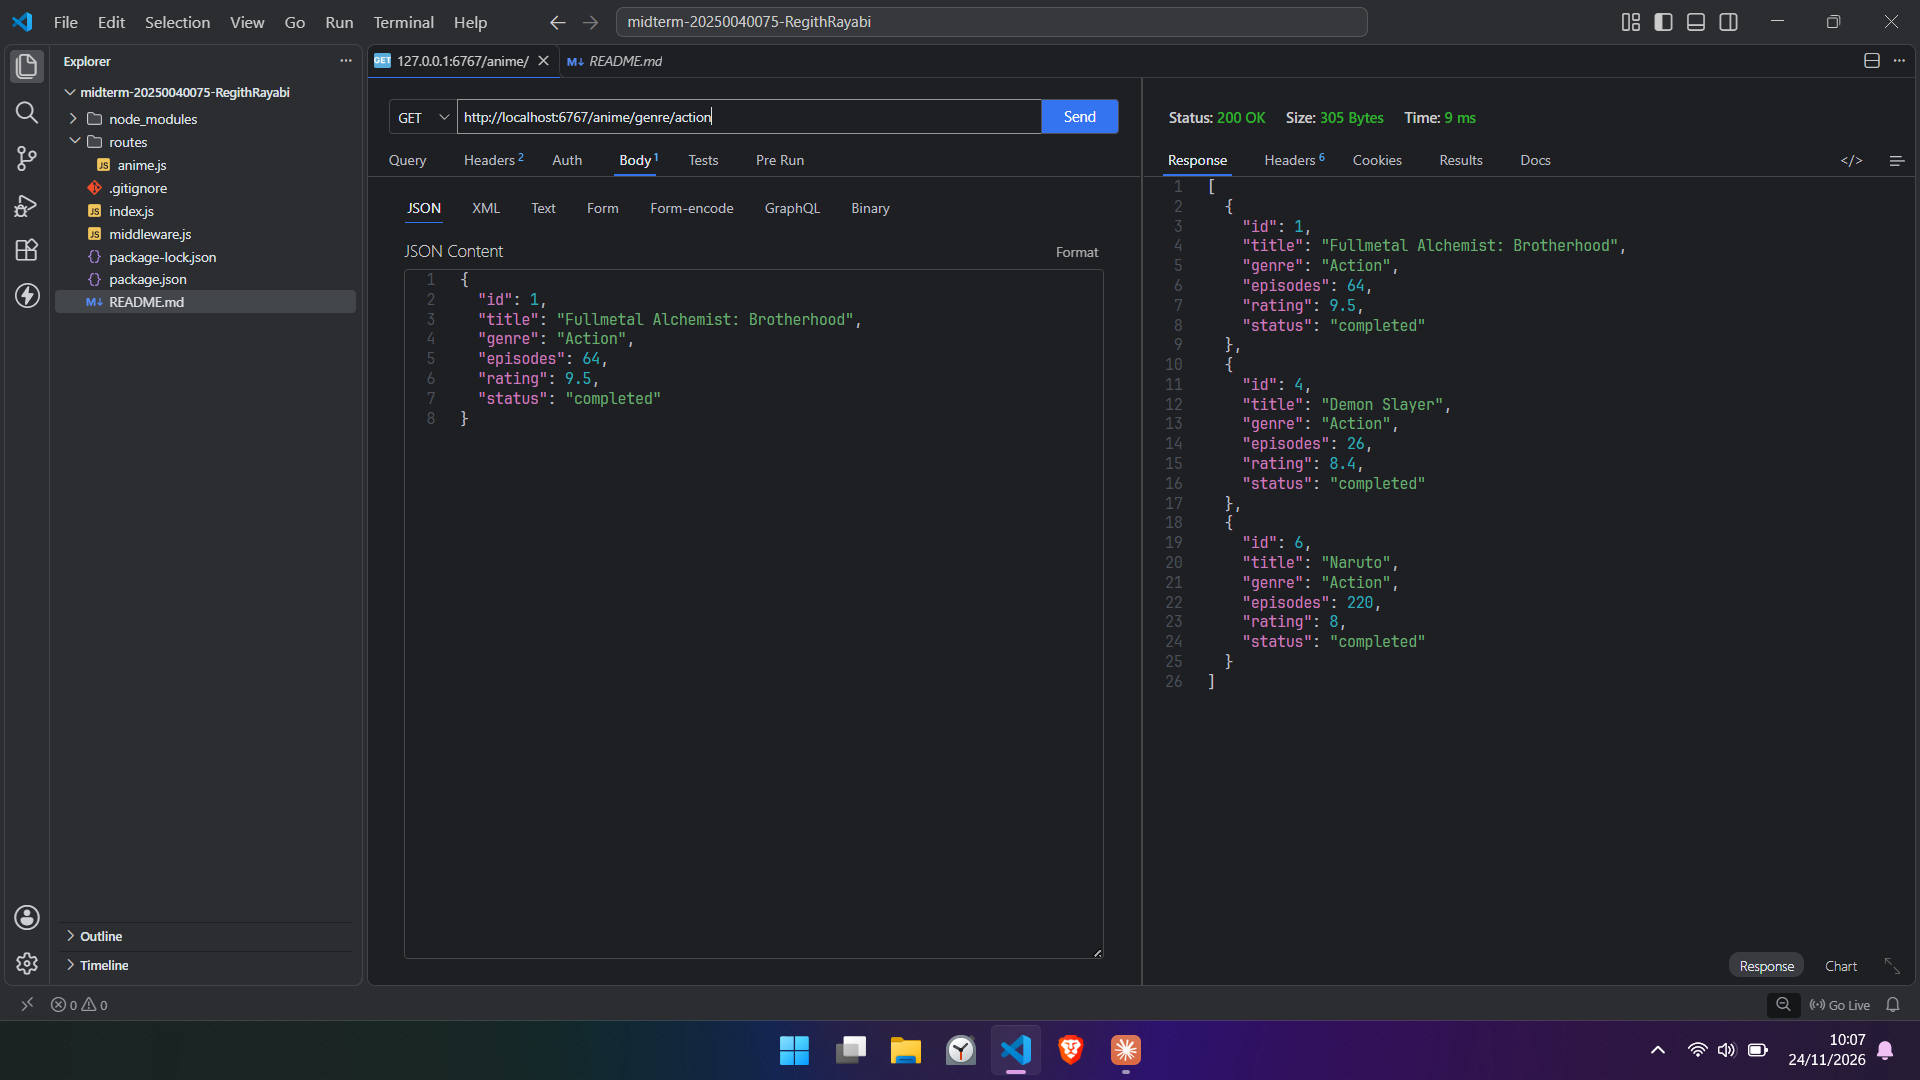 File Edit Selection View Go Run Terminal Help
midterm-20250040075-RegithRayabi
Explorer
midterm-20250040075-RegithRayabi
node_modules
routes
JS anime.js
.gitignore
JS index.js
JS middleware.js
{} package-lock.json
{} package.json
M↓ README.md
Outline
Timeline
GET 127.0.0.1:6767/anime/
M↓ README.md
GET http://localhost:6767/anime/genre/action Send
Query Headers 2 Auth Body 1 Tests Pre Run
JSON XML Text Form Form-encode GraphQL Binary
JSON Content Format
1 {
2 "id": 1,
3 "title": "Fullmetal Alchemist: Brotherhood",
4 "genre": "Action",
5 "episodes": 64,
6 "rating": 9.5,
7 "status": "completed"
8 }
Status: 200 OK Size: 305 Bytes Time: 9 ms
Response Headers 6 Cookies Results Docs </>
1 [
2 {
3 "id": 1,
4 "title": "Fullmetal Alchemist: Brotherhood",
5 "genre": "Action",
6 "episodes": 64,
7 "rating": 9.5,
8 "status": "completed"
9 },
10 {
11 "id": 4,
12 "title": "Demon Slayer",
13 "genre": "Action",
14 "episodes": 26,
15 "rating": 8.4,
16 "status": "completed"
17 },
18 {
19 "id": 6,
20 "title": "Naruto",
21 "genre": "Action",
22 "episodes": 220,
23 "rating": 8,
24 "status": "completed"
25 }
26 ]
Response Chart
0 0
Go Live
10:07
24/11/2026